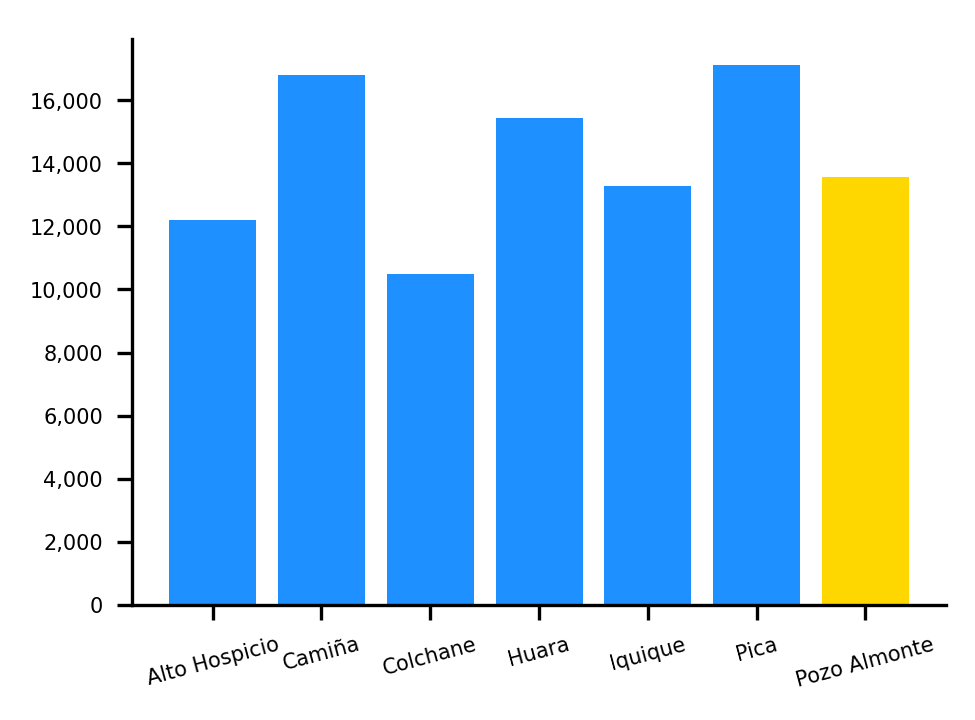 16,000
14,000
12,000
10,000
8,000
6,000
4,000
2,000
0
Alto Hospicio
Camiña
Colchane
Huara
Iquique
Pica
Pozo Almonte